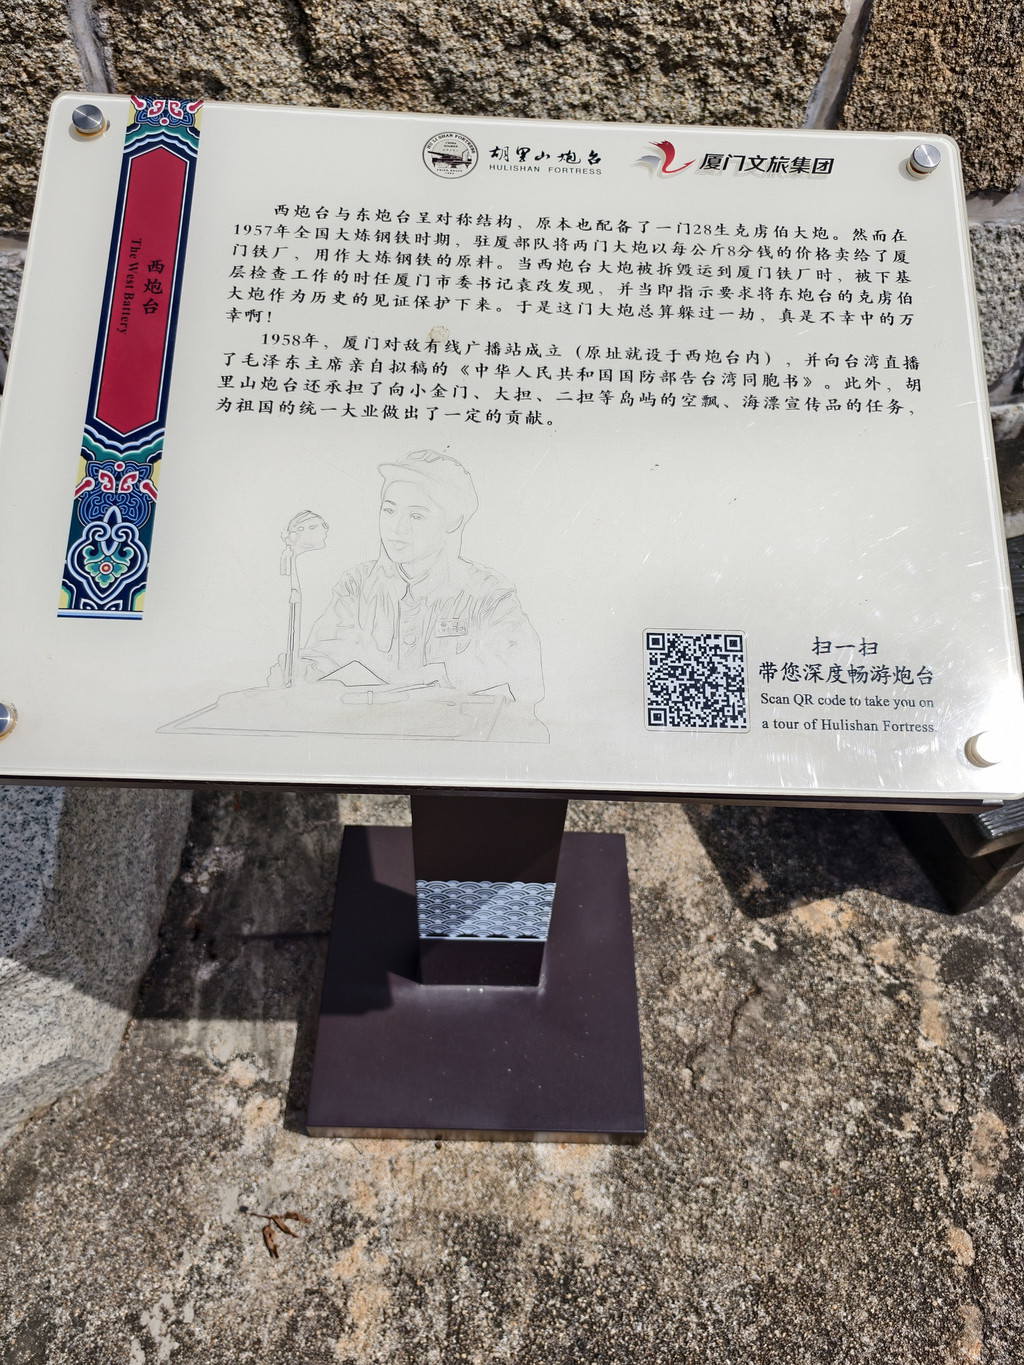 HU LI SHAN FORTRESS
胡里山炮台
HULISHAN FORTRESS
厦门文旅集团
西炮台
The West Battery
西炮台与东炮台呈对称结构，原本也配备了一门28生克虏伯大炮。然而在
1957年全国大炼钢铁时期，驻厦部队将两门大炮以每公斤8分钱的价格卖给了厦
门铁厂，用作大炼钢铁的原料。当西炮台大炮被拆毁运到厦门铁厂时，被下基
层检查工作的时任厦门市委书记袁改发现，并当即指示要求将东炮台的克虏伯
大炮作为历史的见证保护下来。于是这门大炮总算躲过一劫，真是不幸中的万
幸啊！
1958年，厦门对敌有线广播站成立（原址就设于西炮台内），并向台湾直播
了毛泽东主席亲自拟稿的《中华人民共和国国防部告台湾同胞书》。此外，胡
里山炮台还承担了向小金门、大担、二担等岛屿的空飘、海漂宣传品的任务，
为祖国的统一大业做出了一定的贡献。
扫一扫
带您深度畅游炮台
Scan QR code to take you on
a tour of Hulishan Fortress.